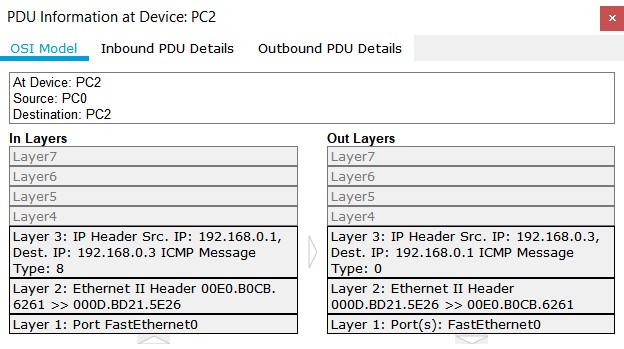 PDU Information at Device: PC2
OSI Model Inbound PDU Details Outbound PDU Details
At Device: PC2
Source: PC0
Destination: PC2
In Layers
Layer7
Layer6
Layer5
Layer4
Layer 3: IP Header Src. IP: 192.168.0.1,
Dest. IP: 192.168.0.3 ICMP Message
Type: 8
Layer 2: Ethernet II Header 00E0.B0CB.
6261 >> 000D.BD21.5E26
Layer 1: Port FastEthernet0
Out Layers
Layer7
Layer6
Layer5
Layer4
Layer 3: IP Header Src. IP: 192.168.0.3,
Dest. IP: 192.168.0.1 ICMP Message
Type: 0
Layer 2: Ethernet II Header
000D.BD21.5E26 >> 00E0.B0CB.6261
Layer 1: Port(s): FastEthernet0